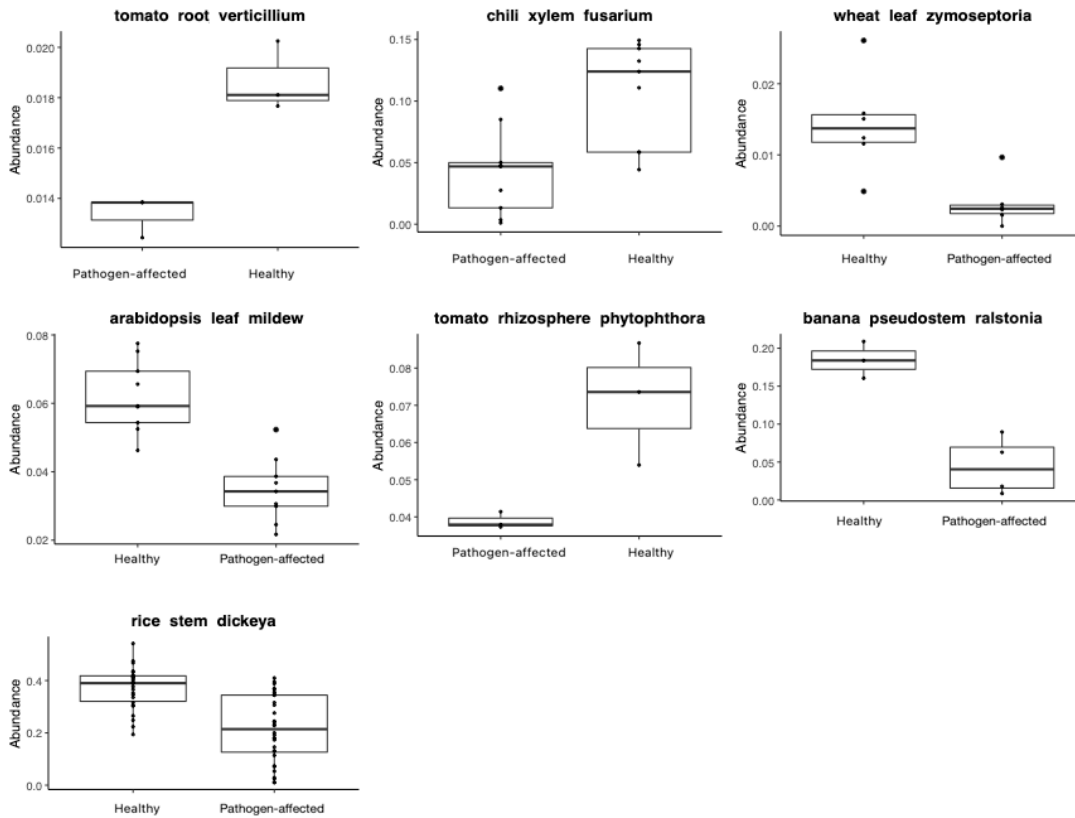 tomato root verticillium
Abundance
0.020
0.018
0.016
0.014
Pathogen-affected Healthy
chili xylem fusarium
Abundance
0.15
0.10
0.05
0.00
Pathogen-affected Healthy
wheat leaf zymoseptoria
Abundance
0.02
0.01
0.00
Healthy Pathogen-affected
arabidopsis leaf mildew
Abundance
0.08
0.06
0.04
0.02
Healthy Pathogen-affected
tomato rhizosphere phytophthora
Abundance
0.08
0.07
0.06
0.05
0.04
Pathogen-affected Healthy
banana pseudostem ralstonia
Abundance
0.20
0.15
0.10
0.05
0.00
Healthy Pathogen-affected
rice stem dickeya
Abundance
0.4
0.2
0.0
Healthy Pathogen-affected